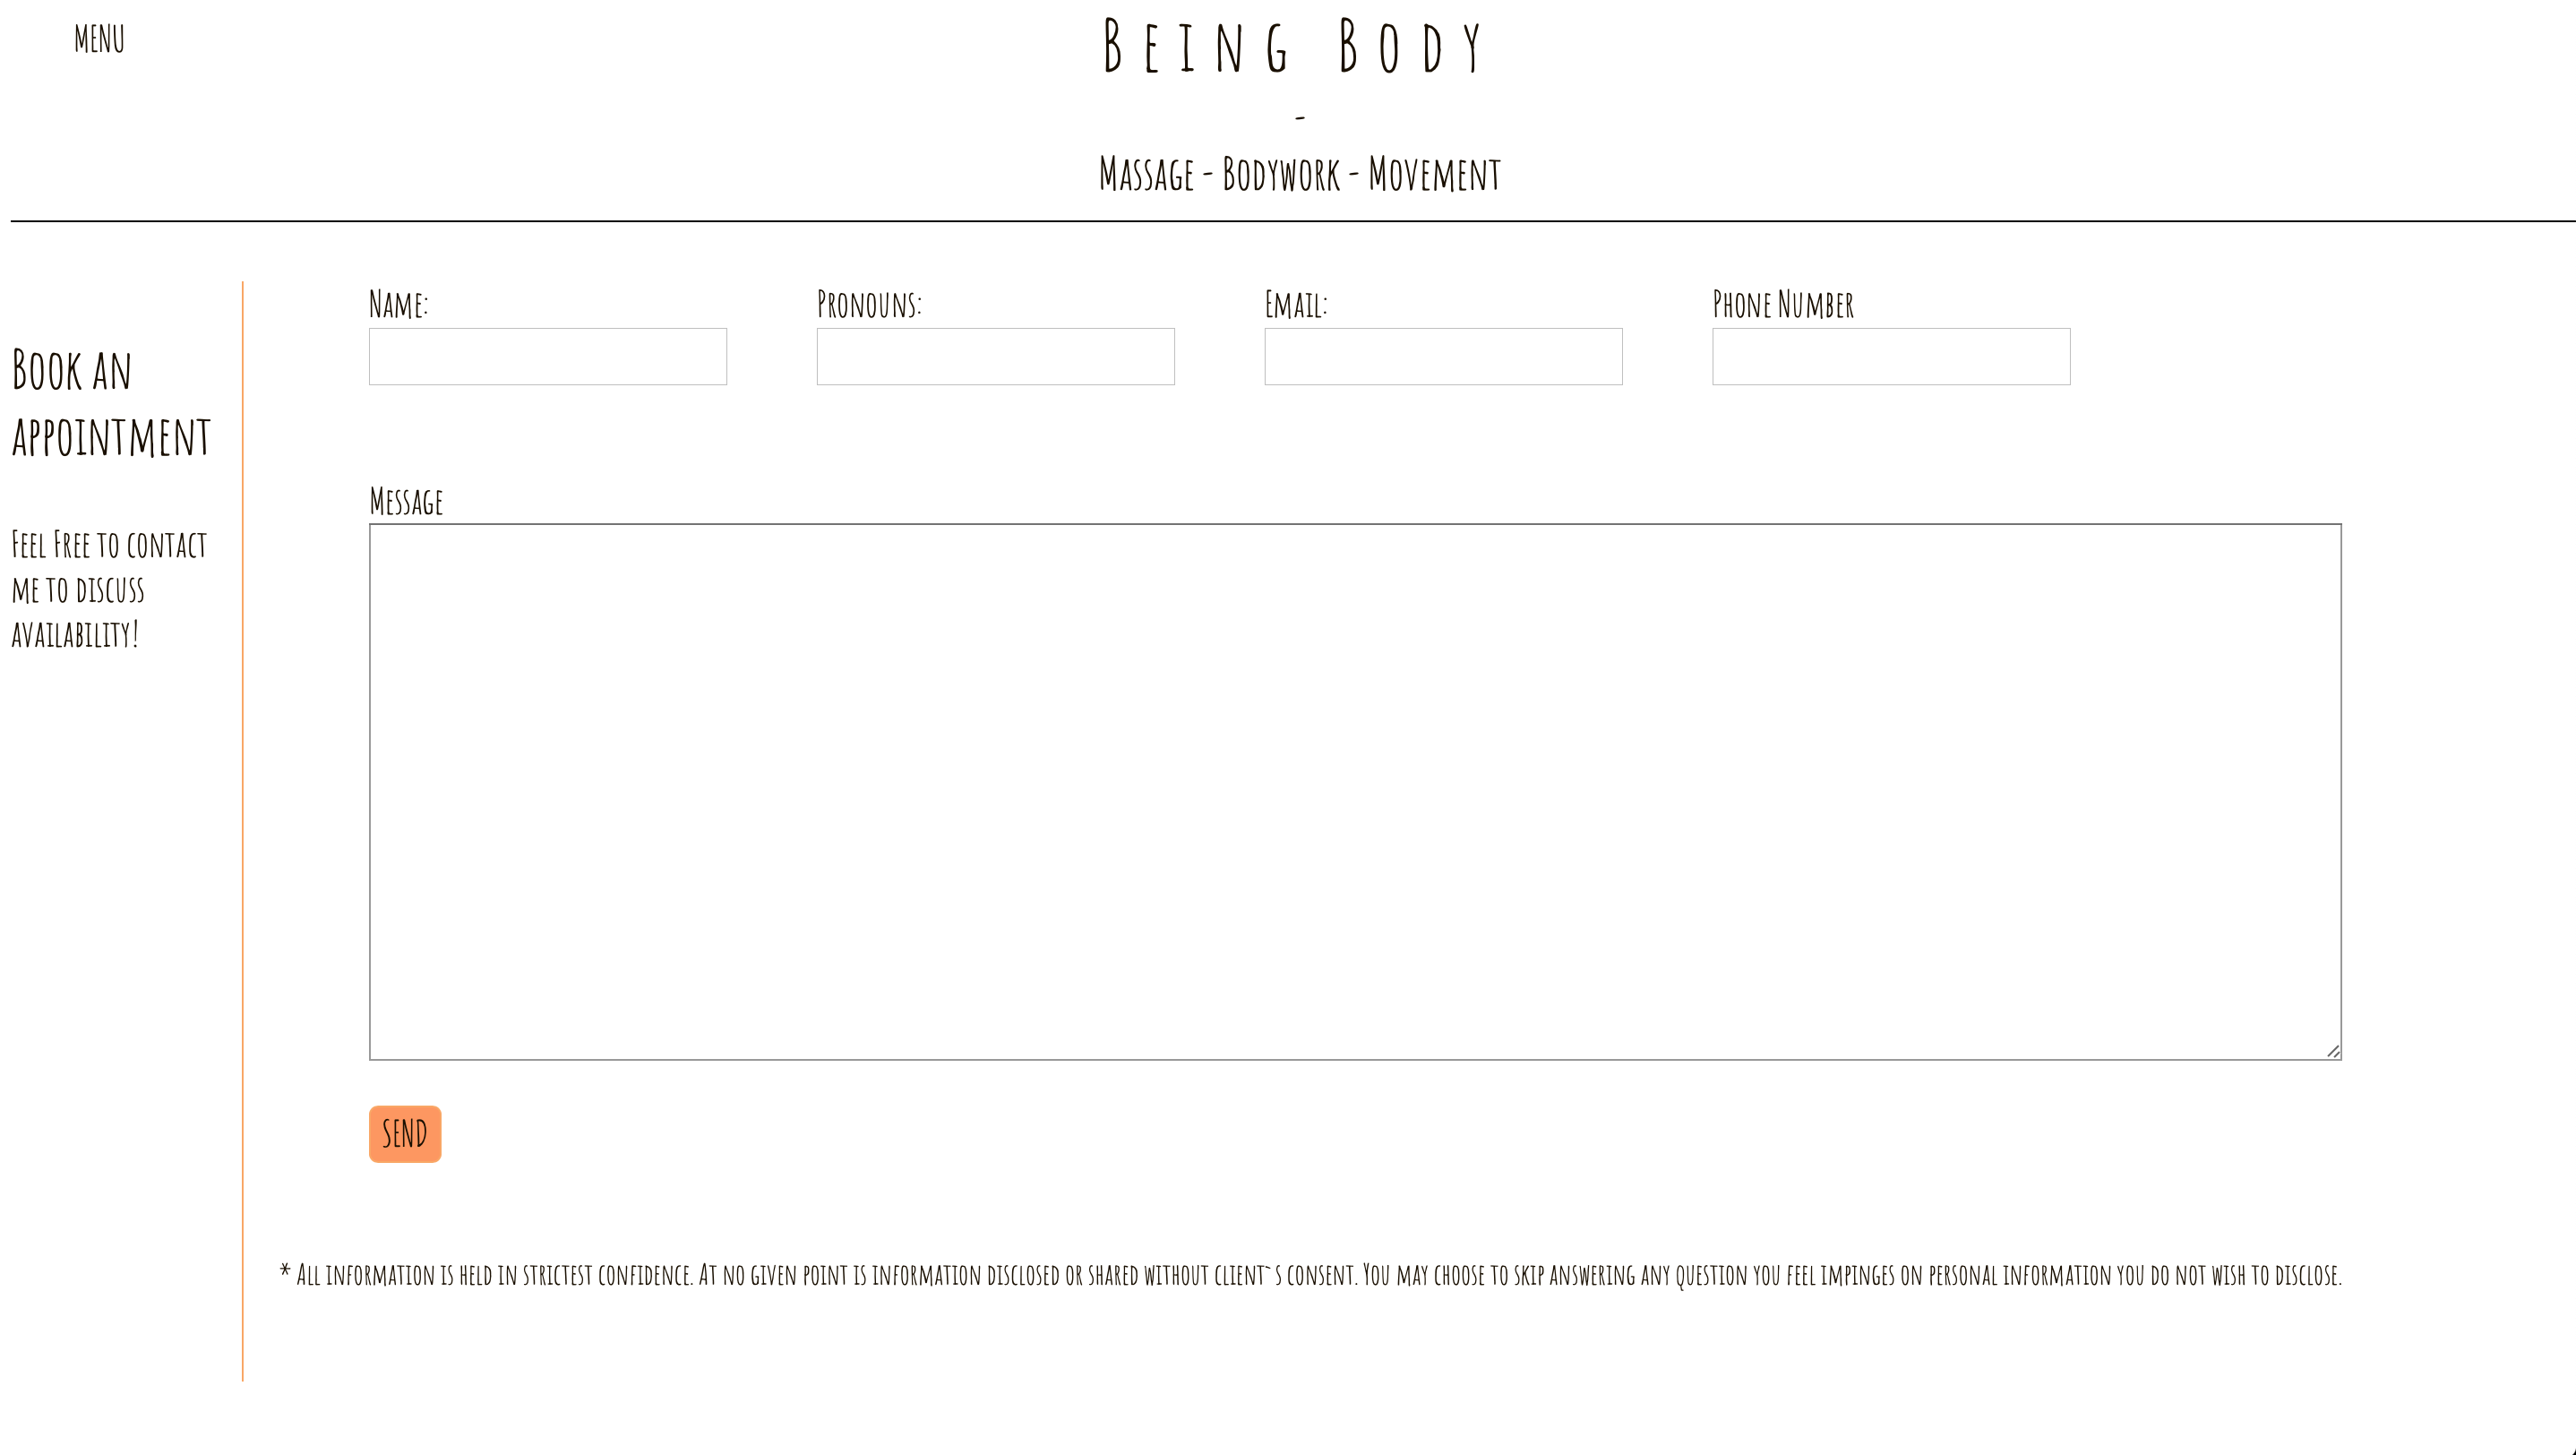 MENU
Being Body
-
Massage - Bodywork - Movement
Book an
appointment
Feel Free to contact
me to discuss
availability!
Name:
Pronouns:
Email:
Phone Number
Message
SEND
* All information is held in strictest confidence. At no given point is information disclosed or shared without client`s consent. You may choose to skip answering any question you feel impinges on personal information you do not wish to disclose.